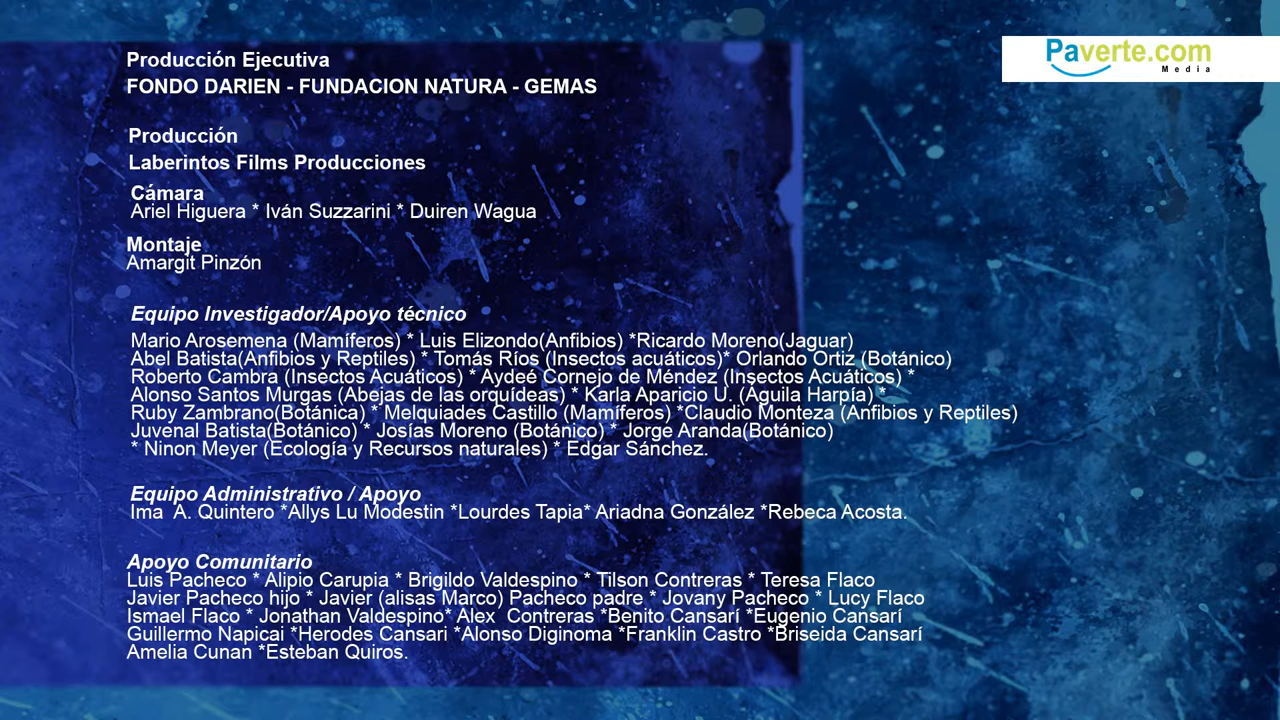 Paverte.com
Media
Producción Ejecutiva
FONDO DARIEN - FUNDACION NATURA - GEMAS
Producción
Laberintos Films Producciones
Cámara
Ariel Higuera * Iván Suzzarini * Duiren Wagua
Montaje
Amargit Pinzón
Equipo Investigador/Apoyo técnico
Mario Arosemena (Mamíferos) * Luis Elizondo(Anfibios) *Ricardo Moreno(Jaguar)
Abel Batista(Anfibios y Reptiles) * Tomás Ríos (Insectos acuáticos)* Orlando Ortiz (Botánico)
Roberto Cambra (Insectos Acuáticos) * Aydeé Cornejo de Méndez (Insectos Acuáticos) *
Alonso Santos Murgas (Abejas de las orquídeas) * Karla Aparicio U. (Águila Harpía) *
Ruby Zambrano(Botánica) * Melquiades Castillo (Mamíferos) *Claudio Monteza (Anfibios y Reptiles)
Juvenal Batista(Botánico) * Josías Moreno (Botánico) * Jorge Aranda(Botánico)
* Ninon Meyer (Ecología y Recursos naturales) * Edgar Sánchez.
Equipo Administrativo / Apoyo
Ima A. Quintero *Allys Lu Modestin *Lourdes Tapia* Ariadna González *Rebeca Acosta.
Apoyo Comunitario
Luis Pacheco * Alipio Carupia * Brigildo Valdespino * Tilson Contreras * Teresa Flaco
Javier Pacheco hijo * Javier (alisas Marco) Pacheco padre * Jovany Pacheco * Lucy Flaco
Ismael Flaco * Jonathan Valdespino* Alex Contreras *Benito Cansarí *Eugenio Cansarí
Guillermo Napicai *Herodes Cansari *Alonso Diginoma *Franklin Castro *Briseida Cansarí
Amelia Cunan *Esteban Quiros.